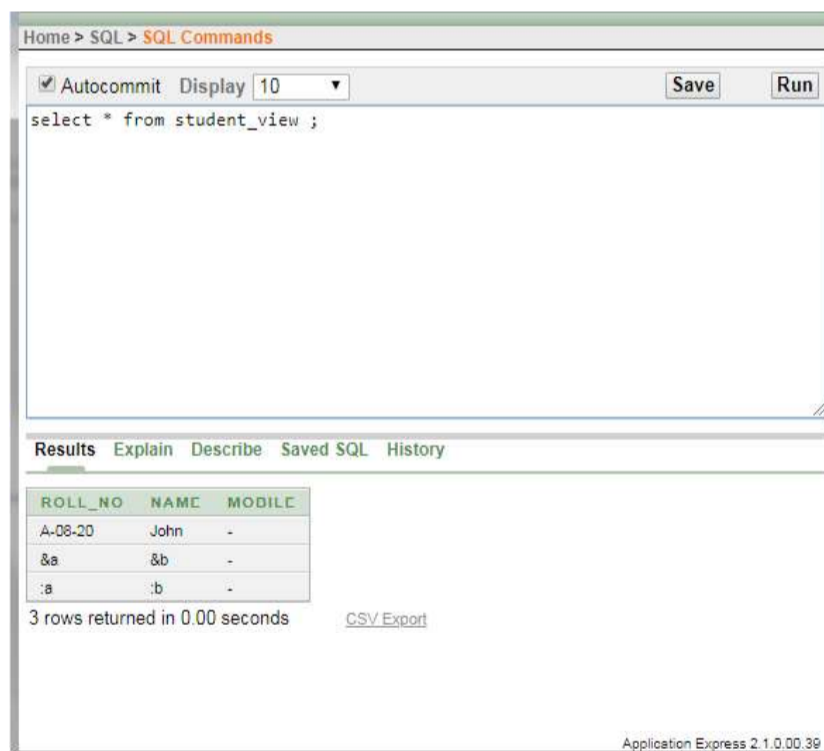 Home > SQL > SQL Commands
Autocommit Display 10 Save Run
select * from student_view ;
Results Explain Describe Saved SQL History
ROLL_NO NAME MOBILE
A-08-20 John -
&a &b -
:a :b -
3 rows returned in 0.00 seconds CSV Export
Application Express 2.1.0.00.39